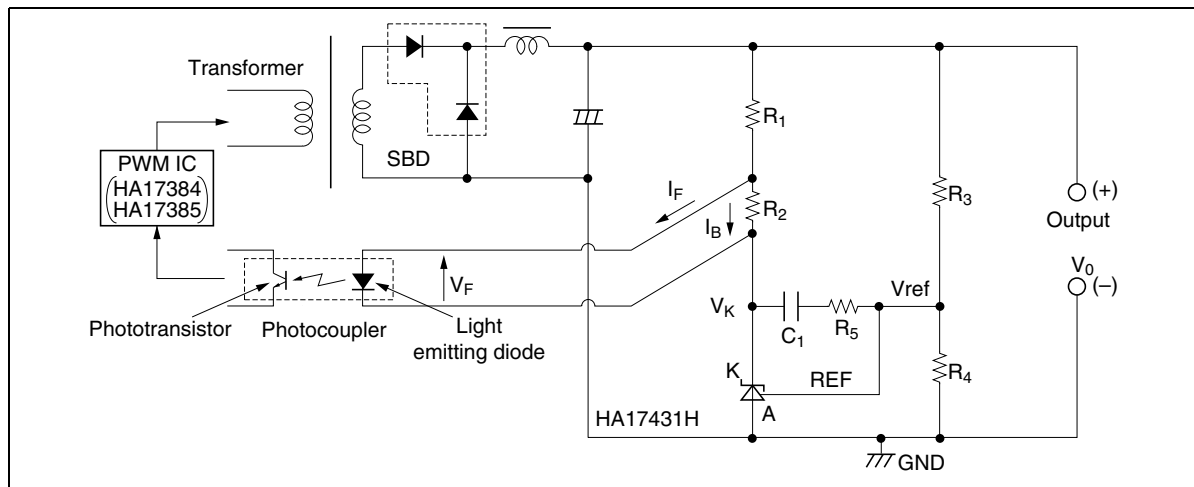 Transformer
SBD
PWM IC
(HA17384
HA17385)
R1
IF
R2
IB
R3
(+)
Output
V0
(−)
VF
Phototransistor
Photocoupler
Light
emitting diode
VK
C1
R5
Vref
K
REF
A
R4
HA17431H
GND